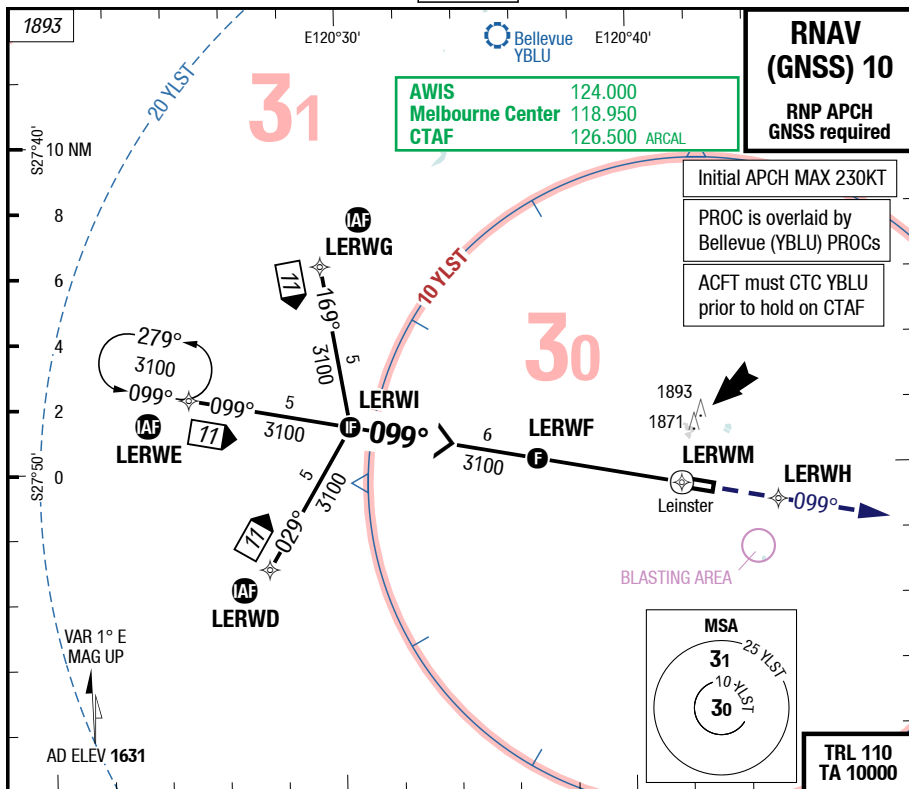 1893
E120°30'
Bellevue
YBLU
E120°40'
RNAV
(GNSS) 10
RNP APCH
GNSS required
20 YLST
31
AWIS 124.000
Melbourne Center 118.950
CTAF 126.500 ARCAL
S27°40'
10 NM
Initial APCH MAX 230KT
PROC is overlaid by
Bellevue (YBLU) PROCs
ACFT must CTC YBLU
prior to hold on CTAF
8
IAF
LERWG
10 YLST
6
11
169°
5
3100
30
4
279°
3100
099°
099°
5
3100
LERWI
IF
099°
6
3100
LERWF
F
1893
1871
2
IAF
LERWE
11
LERWM
LERWH
S27°50'
0
5
3100
Leinster
099°
11
029°
IAF
LERWD
BLASTING AREA
VAR 1° E
MAG UP
MSA
31
25 YLST
10 YLST
30
AD ELEV 1631
TRL 110
TA 10000